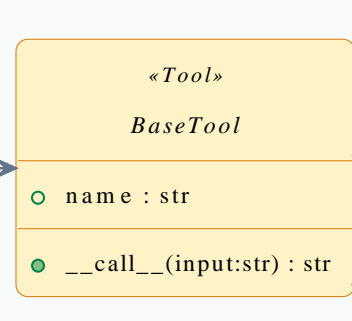 «Tool»
BaseTool
name : str
__call__(input:str) : str